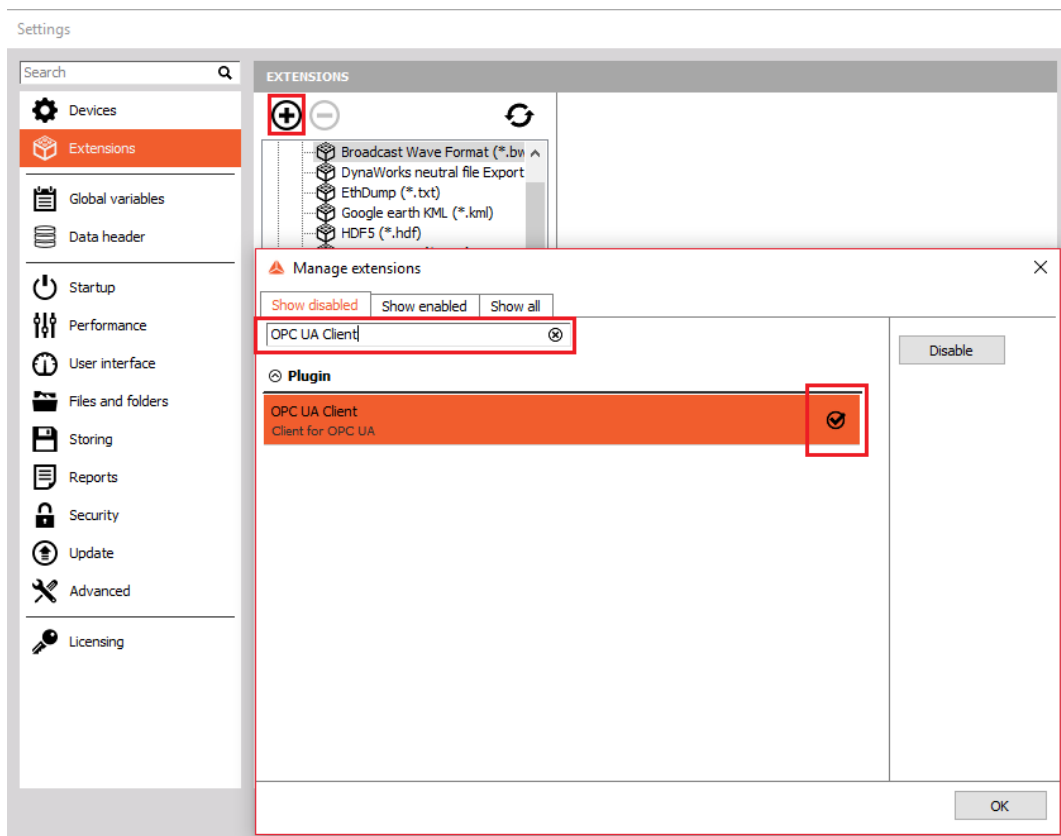 Settings
Search
Devices
Extensions
Global variables
Data header
Startup
Performance
User interface
Files and folders
Storing
Reports
Security
Update
Advanced
Licensing
EXTENSIONS
Broadcast Wave Format (*.bw
DynaWorks neutral file Export
EthDump (*.txt)
Google earth KML (*.kml)
HDF5 (*.hdf)
Manage extensions
Show disabled Show enabled Show all
OPC UA Client
Disable
Plugin
OPC UA Client
Client for OPC UA
OK